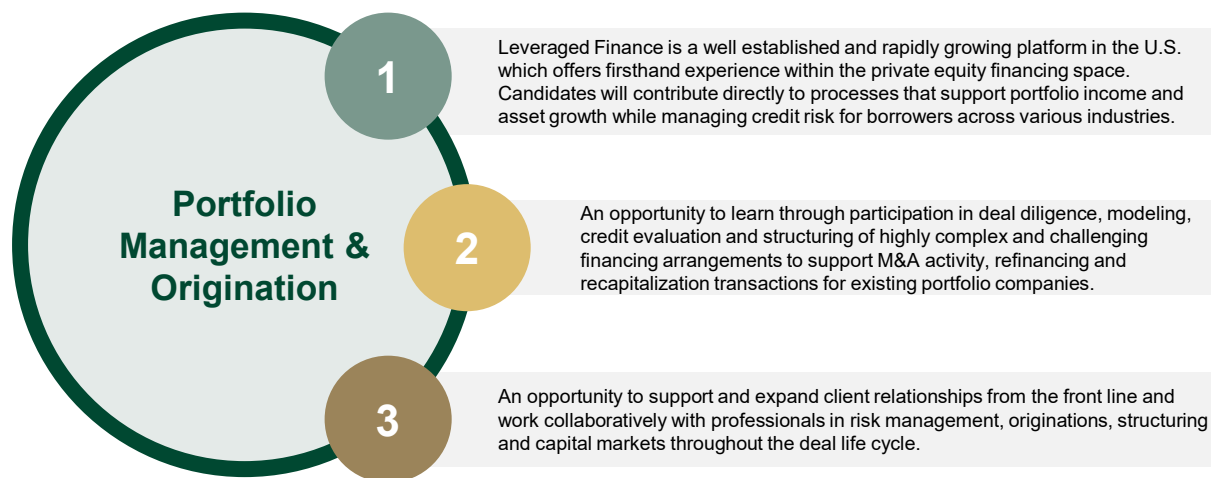 Portfolio
Management &
Origination
1
Leveraged Finance is a well established and rapidly growing platform in the U.S.
which offers firsthand experience within the private equity financing space.
Candidates will contribute directly to processes that support portfolio income and
asset growth while managing credit risk for borrowers across various industries.
2
An opportunity to learn through participation in deal diligence, modeling,
credit evaluation and structuring of highly complex and challenging
financing arrangements to support M&A activity, refinancing and
recapitalization transactions for existing portfolio companies.
3
An opportunity to support and expand client relationships from the front line and
work collaboratively with professionals in risk management, originations, structuring
and capital markets throughout the deal life cycle.